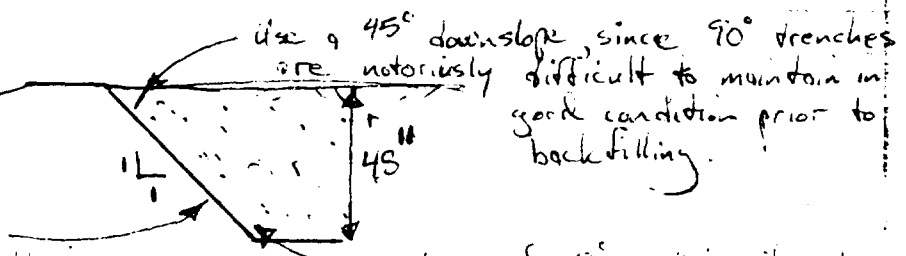 Use a 45° downslope, since 90° trenches
are notoriusly difficult to maintain in
good condition prior to
backfilling.
1
1
45"